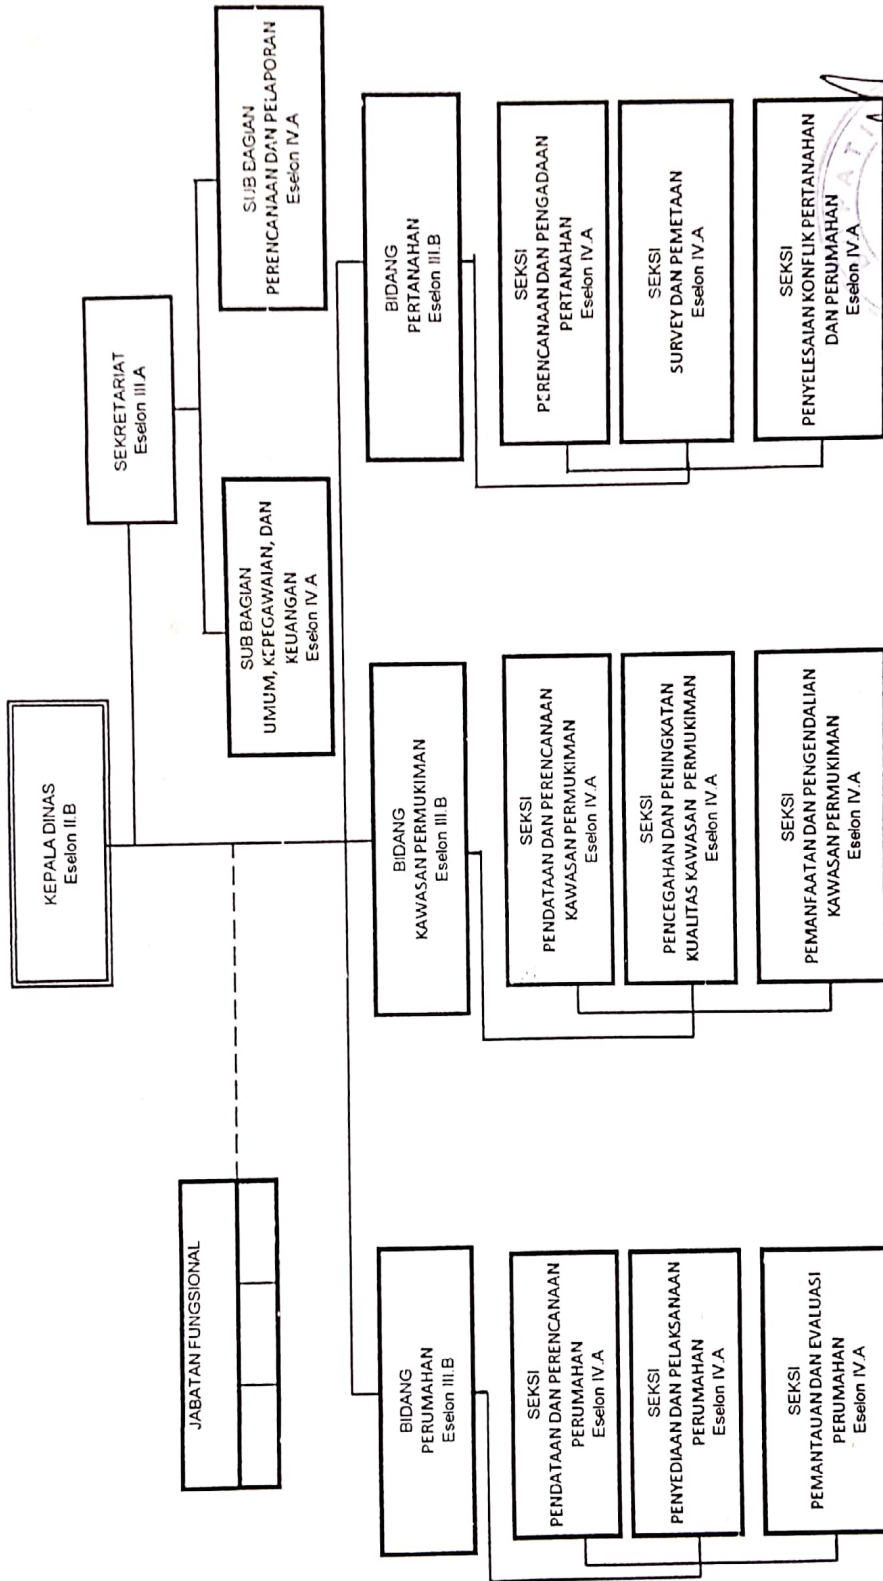 KEPALA DINAS
Eselon II.B
SEKRETARIAT
Eselon III.A
JABATAN FUNGSIONAL
SUB BAGIAN
UMUM, KEPEGAWAIAN, DAN
KEUANGAN
Eselon IV.A
SUB BAGIAN
PERENCANAAN DAN PELAPORAN
Eselon IV.A
BIDANG
PERUMAHAN
Eselon III.B
BIDANG
KAWASAN PERMUKIMAN
Eselon III.B
BIDANG
PERTANAHAN
Eselon III.B
SEKSI
PENDATAAN DAN PERENCANAAN
PERUMAHAN
Eselon IV.A
SEKSI
PENYEDIAAN DAN PELAKSANAAN
PERUMAHAN
Eselon IV.A
SEKSI
PEMANTAUAN DAN EVALUASI
PERUMAHAN
Eselon IV.A
SEKSI
PENDATAAN DAN PERENCANAAN
KAWASAN PERMUKIMAN
Eselon IV.A
SEKSI
PENCEGAHAN DAN PENINGKATAN
KUALITAS KAWASAN PERMUKIMAN
Eselon IV.A
SEKSI
PEMANFAATAN DAN PENGENDALIAN
KAWASAN PERMUKIMAN
Eselon IV.A
SEKSI
PERENCANAAN DAN PENGADAAN
PERTANAHAN
Eselon IV.A
SEKSI
SURVEY DAN PEMETAAN
Eselon IV.A
SEKSI
PENYELESAIAN KONFLIK PERTANAHAN
DAN PERUMAHAN
Eselon IV.A